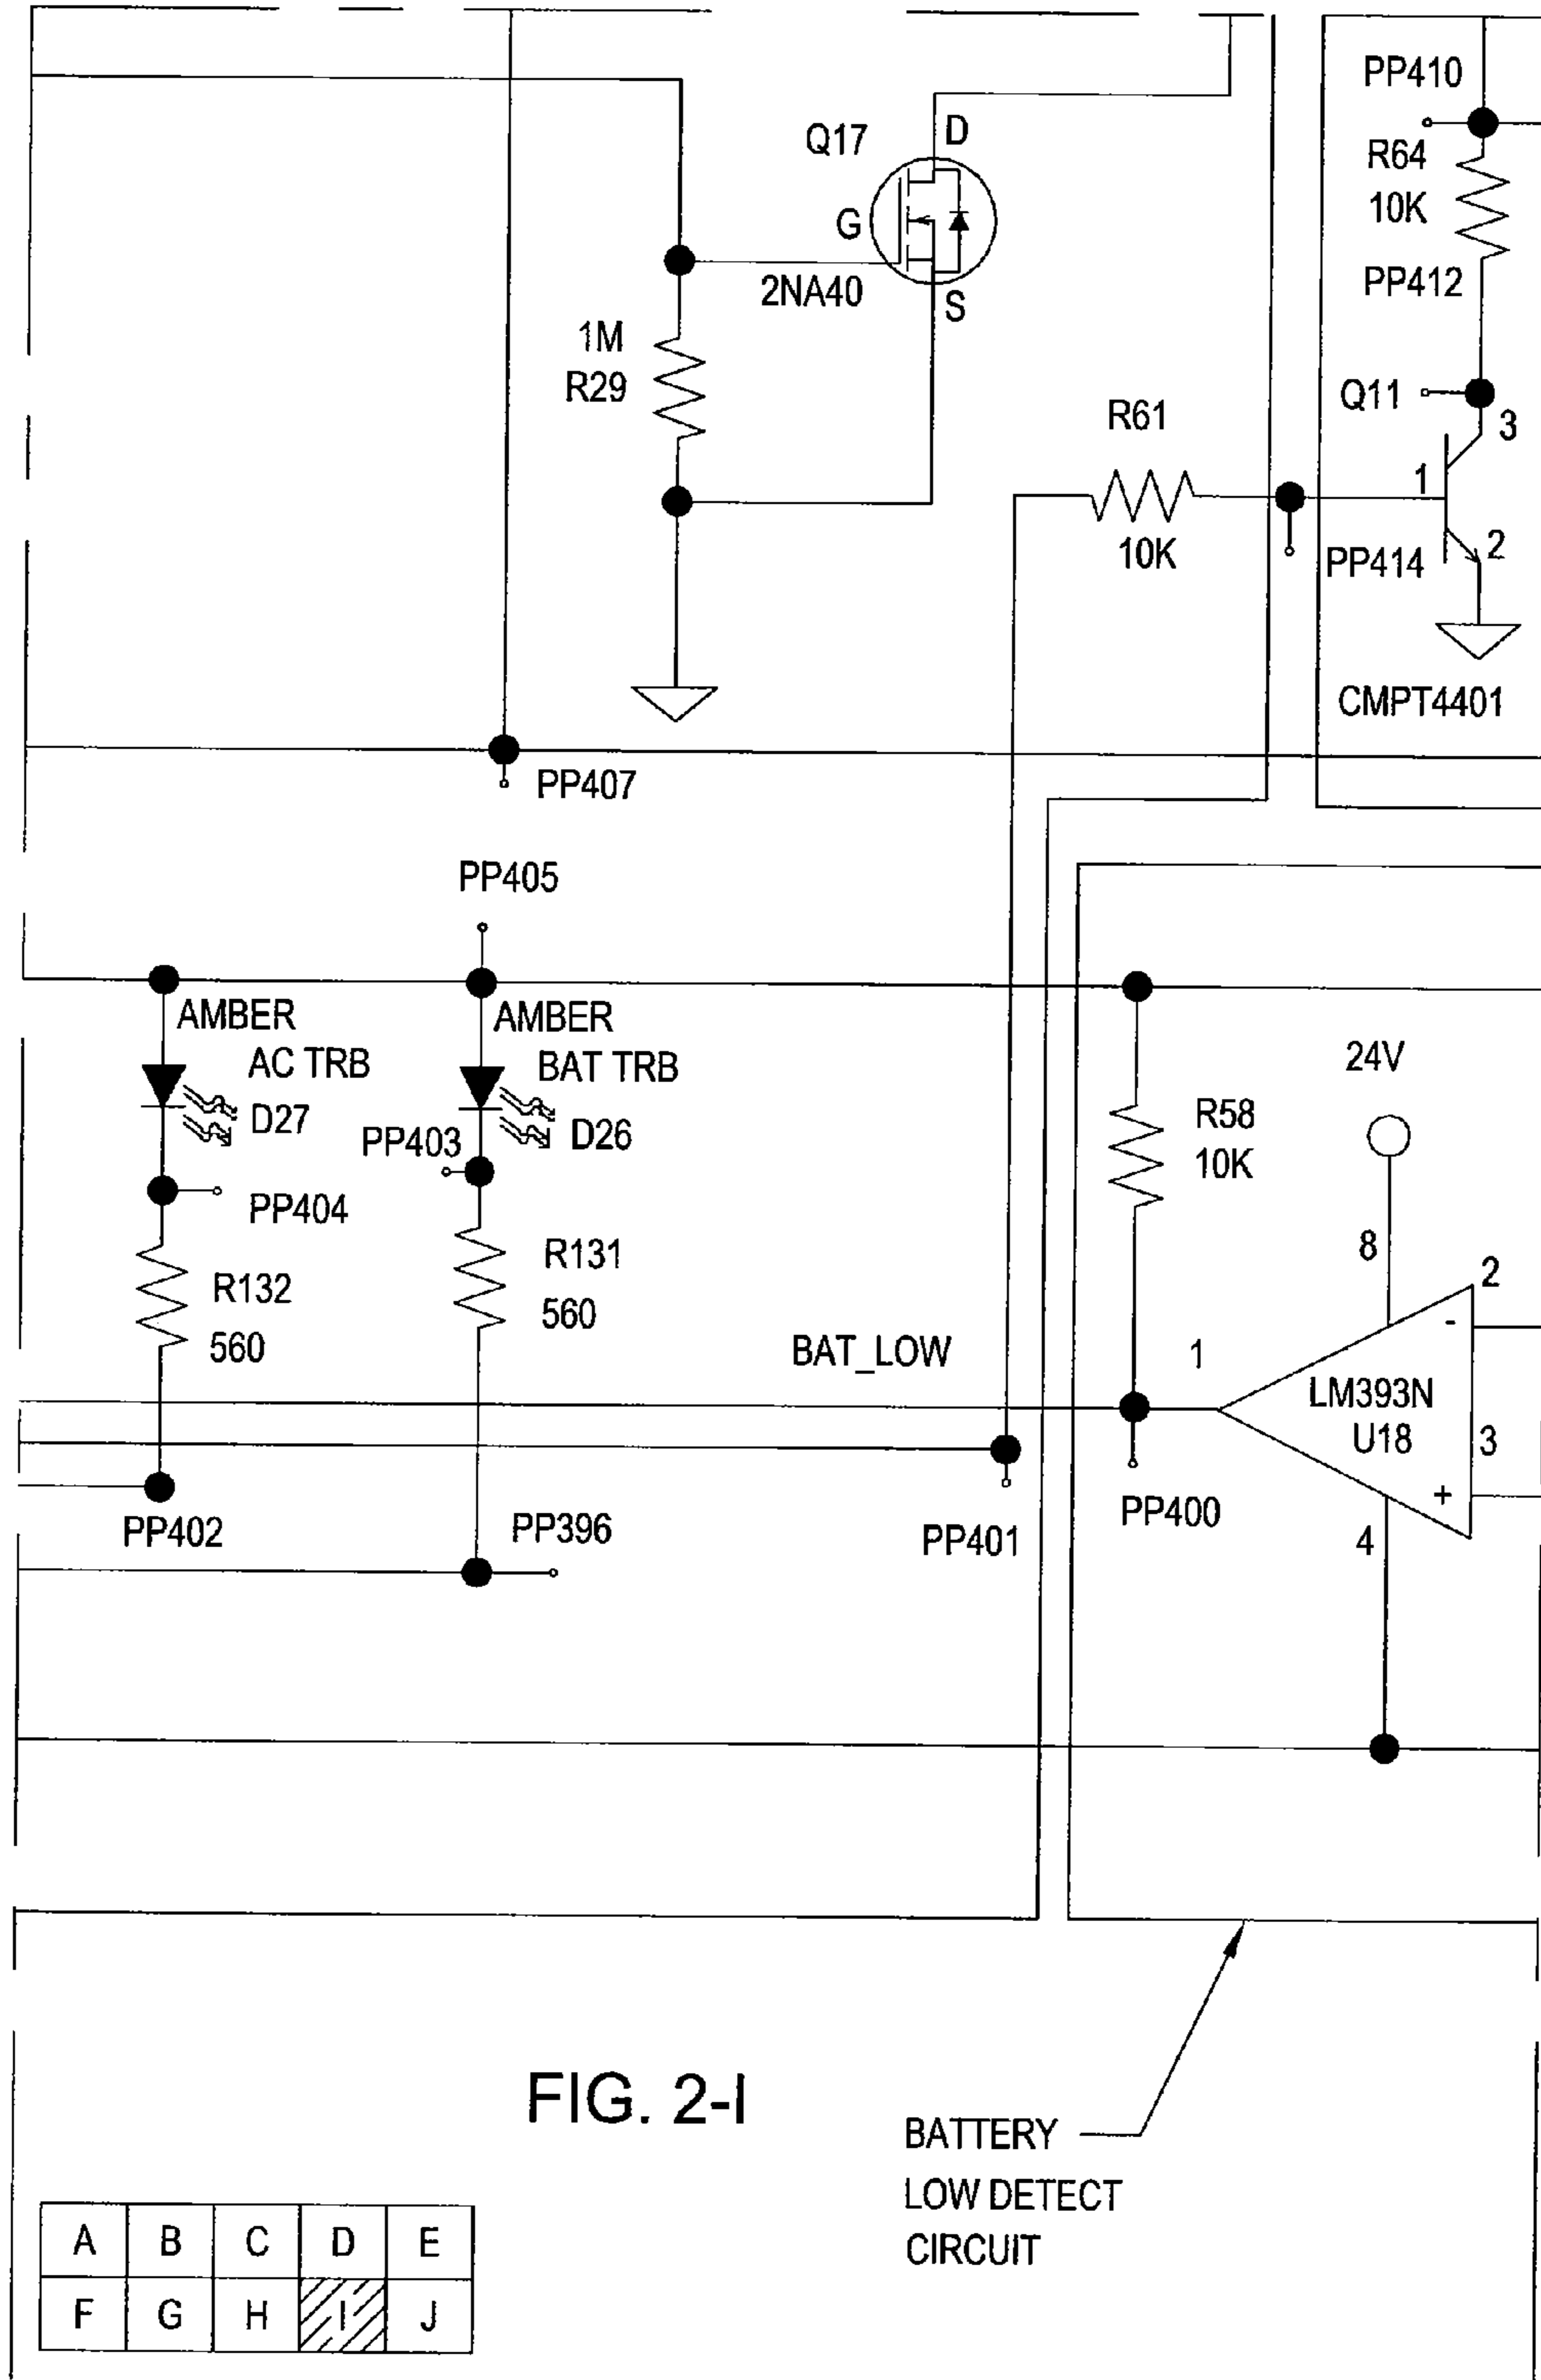 PP410
Q17
D
R64
10K
G
2NA40
S
PP412
1M
R29
Q11
3
R61
1
10K
PP414
2
CMPT4401
PP407
PP405
AMBER
AMBER
AC TRB
BAT TRB
24V
D27
D26
R58
10K
PP403
PP404
R131
560
8
2
R132
560
BAT_LOW
1
-
LM393N
U18
3
+
PP402
PP396
PP401
PP400
4
FIG. 2-I
BATTERY
LOW DETECT
CIRCUIT
A B C D E
F G H I J